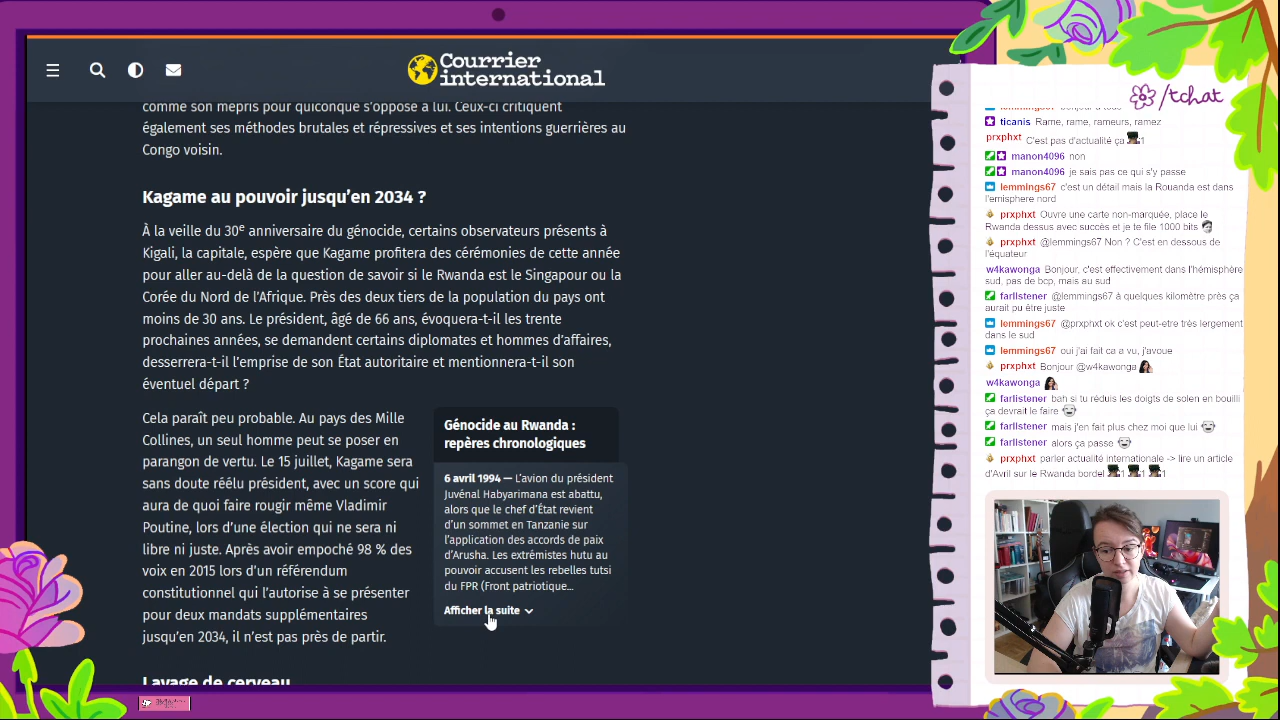 Courrier
international
comme son mépris pour quiconque s'oppose à lui. Ceux-ci critiquent
également ses méthodes brutales et répressives et ses intentions guerrières au
Congo voisin.
Kagame au pouvoir jusqu'en 2034 ?
À la veille du 30e anniversaire du génocide, certains observateurs présents à
Kigali, la capitale, espère que Kagame profitera des cérémonies de cette année
pour aller au-delà de la question de savoir si le Rwanda est le Singapour ou la
Corée du Nord de l'Afrique. Près des deux tiers de la population du pays ont
moins de 30 ans. Le président, âgé de 66 ans, évoquera-t-il les trente
prochaines années, se demandent certains diplomates et hommes d'affaires,
desserrera-t-il l'emprise de son État autoritaire et mentionnera-t-il son
éventuel départ ?
Cela paraît peu probable. Au pays des Mille
Collines, un seul homme peut se poser en
parangon de vertu. Le 15 juillet, Kagame sera
sans doute réélu président, avec un score qui
aura de quoi faire rougir même Vladimir
Poutine, lors d'une élection qui ne sera ni
libre ni juste. Après avoir empoché 98 % des
voix en 2015 lors d'un référendum
constitutionnel qui l'autorise à se présenter
pour deux mandats supplémentaires
jusqu'en 2034, il n'est pas près de partir.
Génocide au Rwanda :
repères chronologiques
6 avril 1994 — L'avion du président
Juvénal Habyarimana est abattu,
alors que le chef d'État revient
d'un sommet en Tanzanie sur
l'application des accords de paix
d'Arusha. Les extrémistes hutu au
pouvoir accusent les rebelles tutsi
du FPR (Front patriotique...
Afficher la suite
Lavage de cerveau
/tchat
lemmings67 bonjour à tous
ticanis Rame, rame, rameurs, ramez
prxphxt C'est pas d'actualité ça 1
manon4096 non
manon4096 je sais pas ce qui s'y passe
lemmings67 c'est un détail mais la Rouanda est dans
l'emisphere nord
prxphxt Ouvre une carte non-marquée, place le
Rwanda dessus avec succès et je te file 1000 bits
prxphxt @lemmings67 Non ? C'est en dessous de
l'équateur
w4kawonga Bonjour, c'est effectivement dans l'hémisphère
sud, pas de bcp, mais au sud
farlistener @lemmings67 à quelques kilomètre près ça
aurait pu être juste
lemmings67 @prxphxt ok c'est peut-etre trés lergement
dans le sud
lemmings67 oui j'ai fait ca a vu, j'avoue
prxphxt Bonjour @w4kawonga
w4kawonga
farlistener bah si tu réduis les doigts de solen en bouilli
ça devrait le faire
farlistener mais j'en fait plus chez moi que lui
farlistener alors ça passe
prxphxt parler actualité internationale -> lire un article
d'Avril sur le Rwanda bordel 1 1 1